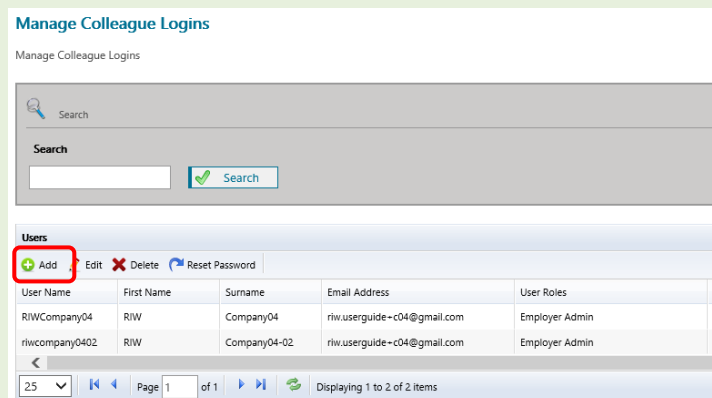 Manage Colleague Logins
Manage Colleague Logins
Search
Search
Search
Users
Add Edit Delete Reset Password
User Name First Name Surname Email Address User Roles
RIWCompany04 RIW Company04 riw.userguide+c04@gmail.com Employer Admin
riwcompany0402 RIW Company04-02 riw.userguide+c04@gmail.com Employer Admin
25 Page 1 of 1 Displaying 1 to 2 of 2 items